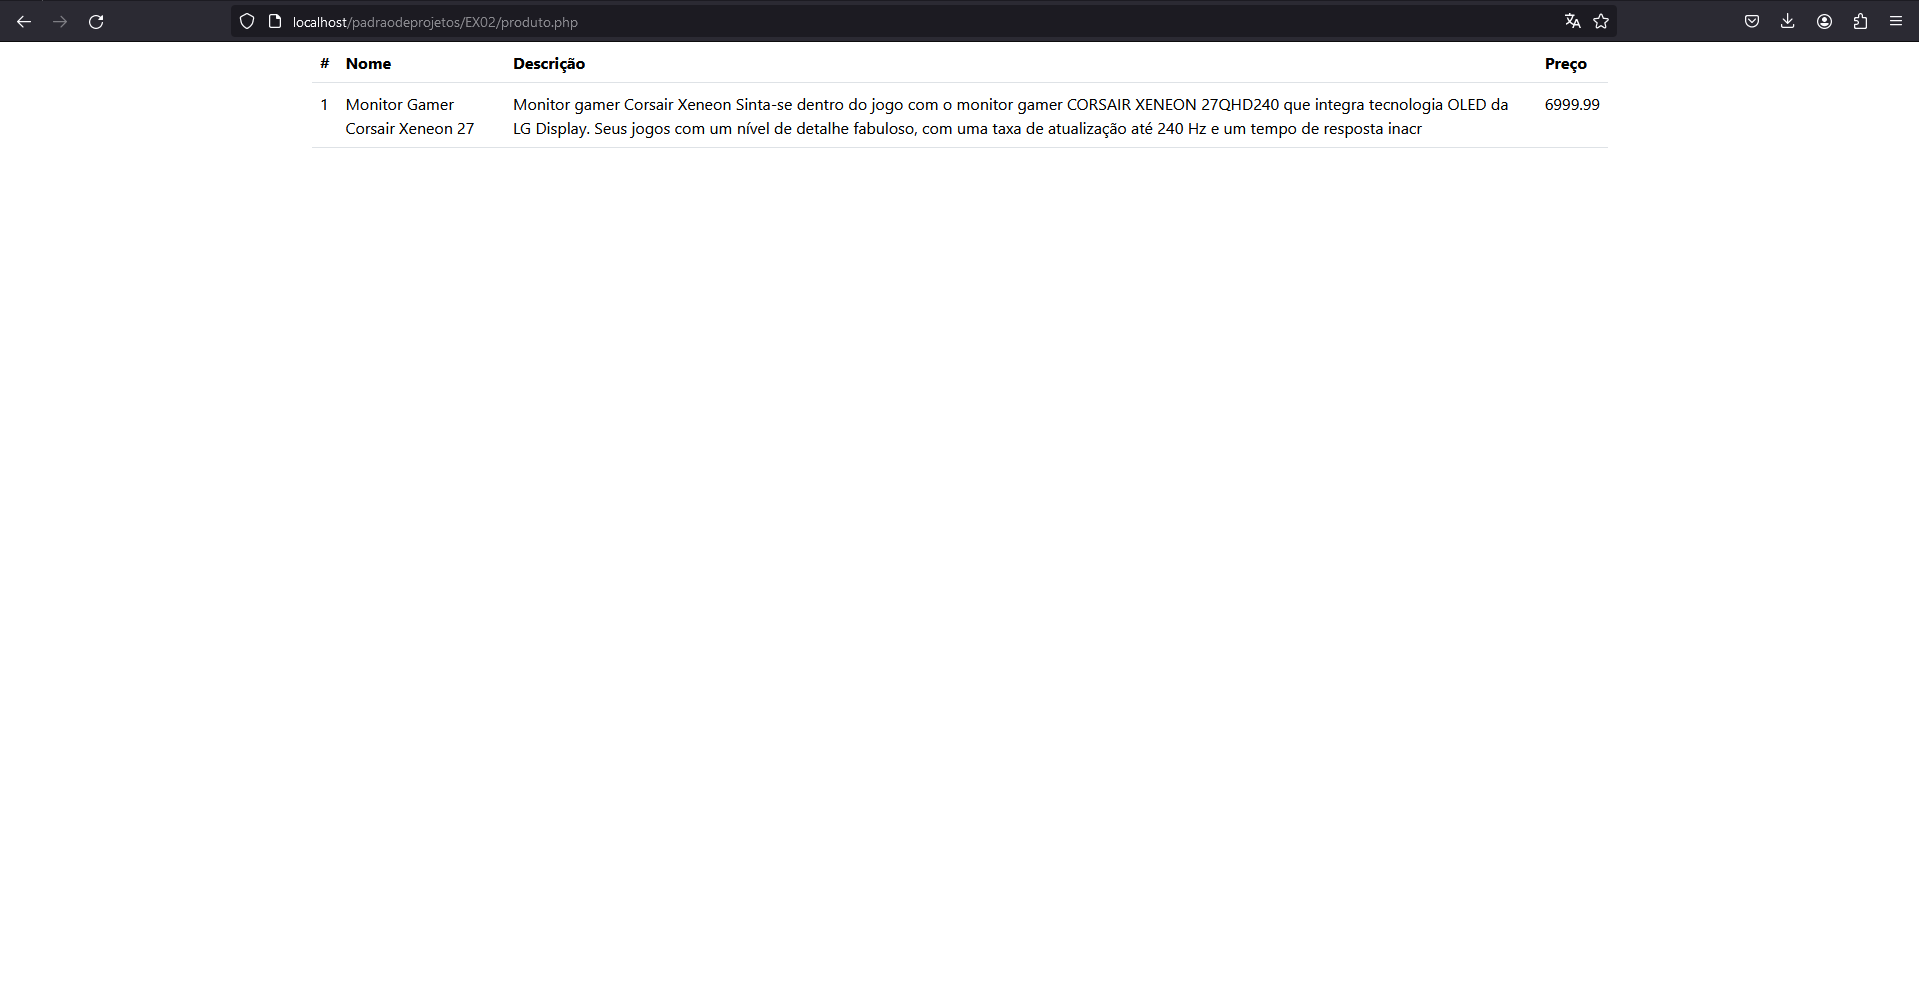 localhost/padraodeprojetos/EX02/produto.php
# Nome Descrição Preço
1 Monitor Gamer Corsair Xeneon 27 Monitor gamer Corsair Xeneon Sinta-se dentro do jogo com o monitor gamer CORSAIR XENEON 27QHD240 que integra tecnologia OLED da 6999.99
LG Display. Seus jogos com um nível de detalhe fabuloso, com uma taxa de atualização até 240 Hz e um tempo de resposta inacr